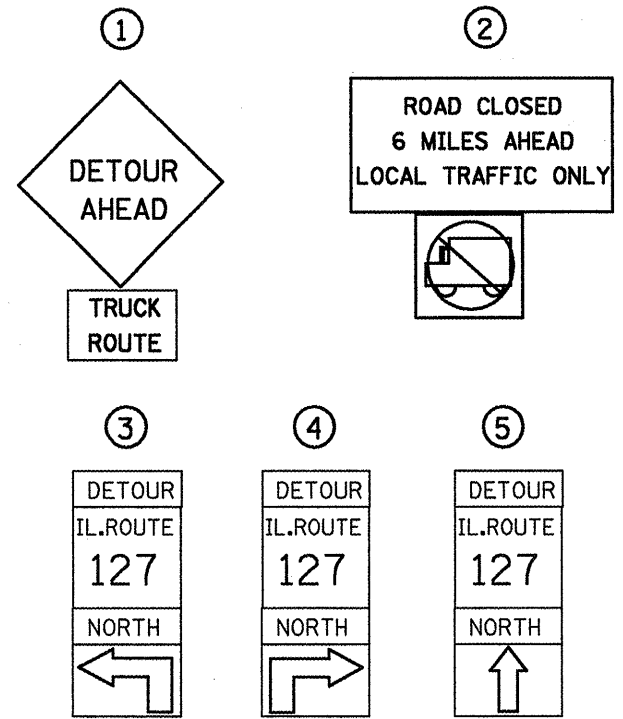 1
2
DETOUR
AHEAD
TRUCK
ROUTE
ROAD CLOSED
6 MILES AHEAD
LOCAL TRAFFIC ONLY
3
4
5
DETOUR
IL.ROUTE
127
NORTH
DETOUR
IL.ROUTE
127
NORTH
DETOUR
IL.ROUTE
127
NORTH